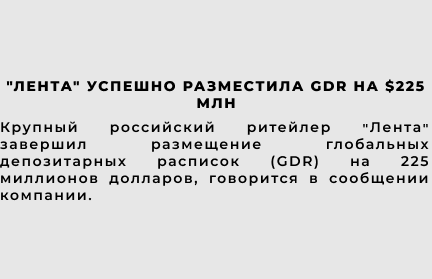 "ЛЕНТА" УСПЕШНО РАЗМЕСТИЛА GDR НА $225
МЛН
Крупный российский ритейлер "Лента"
завершил размещение глобальных
депозитарных расписок (GDR) на 225
миллионов долларов, говорится в сообщении
компании.